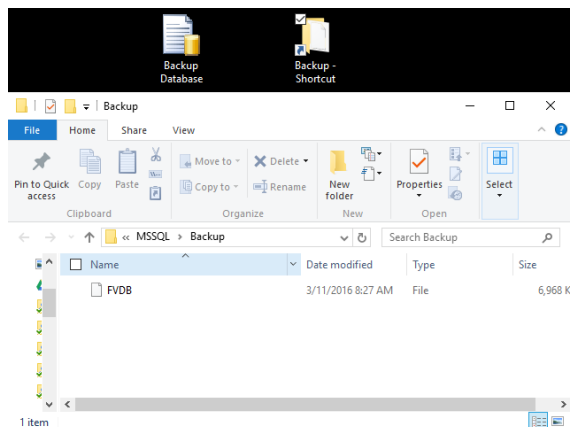 Backup
Database
Backup -
Shortcut
Backup
File Home Share View
Pin to Quick
access
Copy
Paste
Move to
Copy to
Delete
Rename
New
folder
Properties
Select
Clipboard Organize New Open
« MSSQL > Backup
Search Backup
Name Date modified Type Size
FVDB 3/11/2016 8:27 AM File 6,968 K
1 item